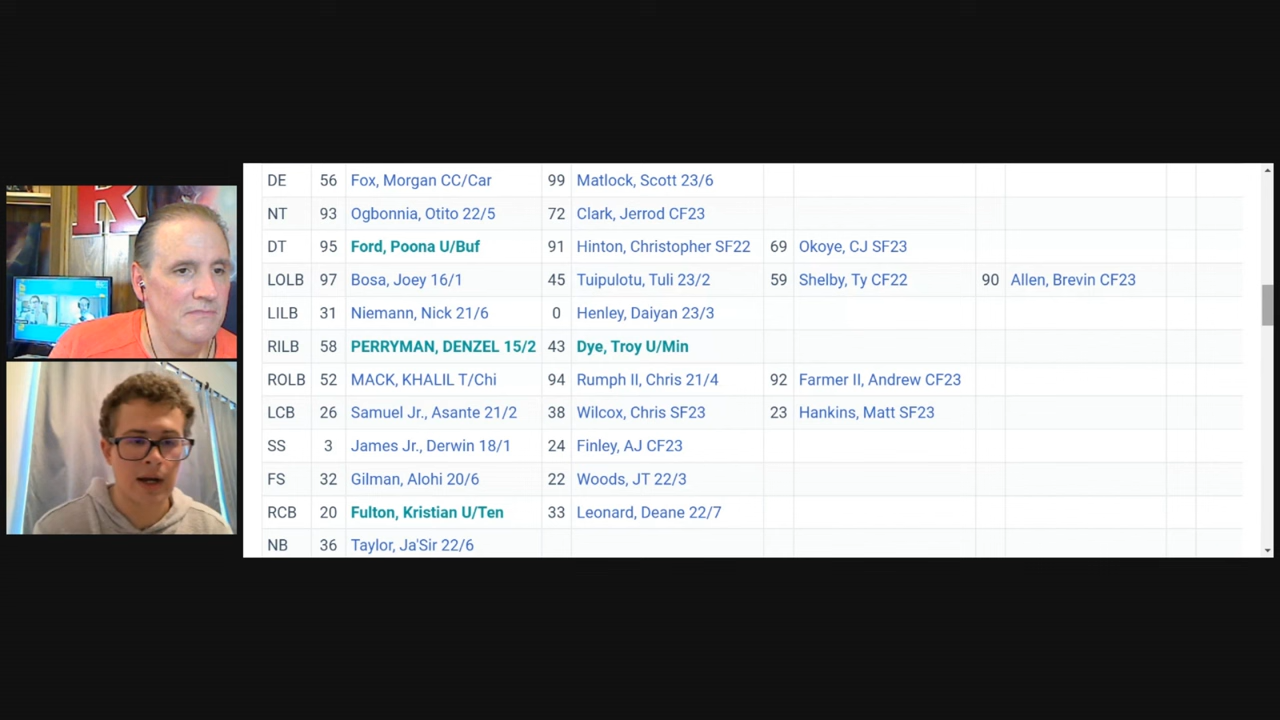 R
DE 56 Fox, Morgan CC/Car 99 Matlock, Scott 23/6
NT 93 Ogbonnia, Otito 22/5 72 Clark, Jerrod CF23
DT 95 Ford, Poona U/Buf 91 Hinton, Christopher SF22 69 Okoye, CJ SF23
LOLB 97 Bosa, Joey 16/1 45 Tuipulotu, Tuli 23/2 59 Shelby, Ty CF22 90 Allen, Brevin CF23
LILB 31 Niemann, Nick 21/6 0 Henley, Daiyan 23/3
RILB 58 PERRYMAN, DENZEL 15/2 43 Dye, Troy U/Min
ROLB 52 MACK, KHALIL T/Chi 94 Rumph II, Chris 21/4 92 Farmer II, Andrew CF23
LCB 26 Samuel Jr., Asante 21/2 38 Wilcox, Chris SF23 23 Hankins, Matt SF23
SS 3 James Jr., Derwin 18/1 24 Finley, AJ CF23
FS 32 Gilman, Alohi 20/6 22 Woods, JT 22/3
RCB 20 Fulton, Kristian U/Ten 33 Leonard, Deane 22/7
NB 36 Taylor, Ja'Sir 22/6